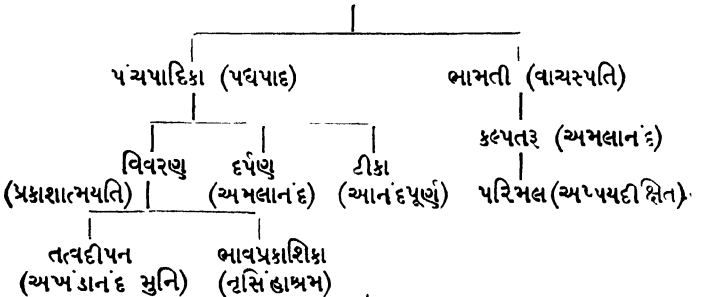 પંચપાદિકા (પદ્મપાદ) ભામતી (વાચસ્પતિ)
કલ્પતરૂ (અમલાનંદ)
વિવરણ દર્પણ ટીકા
(પ્રકાશાત્મયતિ) (અમલાનંદ) (આનંદપૂર્ણ) પરિમલ (અપ્પયદીક્ષિત).
તત્વદીપન ભાવપ્રકાશિકા
(અખંડાનંદ મુનિ) (નૃસિંહાશ્રમ)